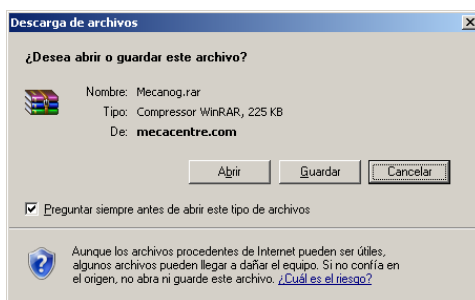 Descarga de archivos
¿Desea abrir o guardar este archivo?
Nombre: Mecanog.rar
Tipo: Compressor WinRAR, 225 KB
De: mecacentre.com
Abrir Guardar Cancelar
Preguntar siempre antes de abrir este tipo de archivos
Aunque los archivos procedentes de Internet pueden ser útiles,
algunos archivos pueden llegar a dañar el equipo. Si no confía en
el origen, no abra ni guarde este archivo. ¿Cuál es el riesgo?